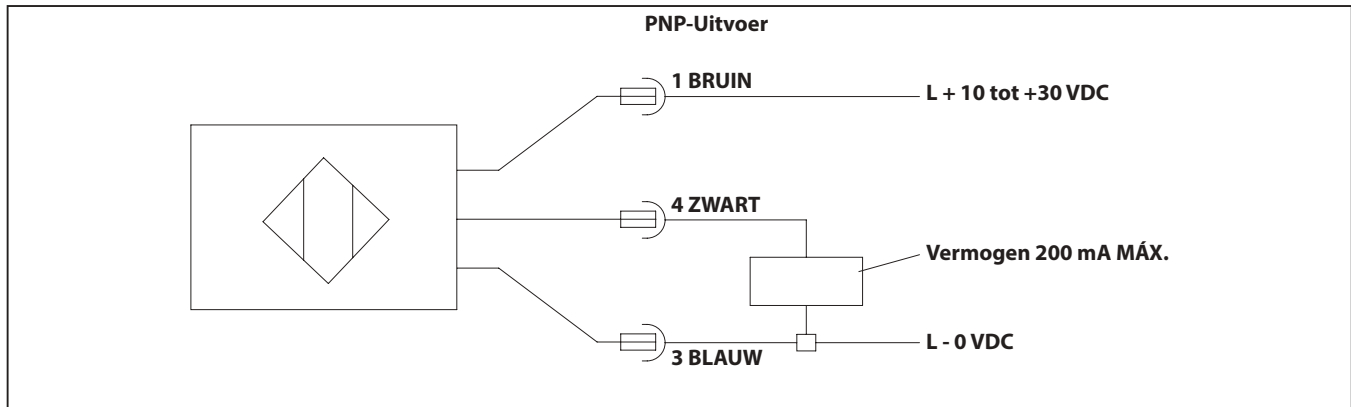 PNP-Uitvoer
1 BRUIN
L + 10 tot +30 VDC
4 ZWART
Vermogen 200 mA MÁX.
L - 0 VDC
3 BLAUW